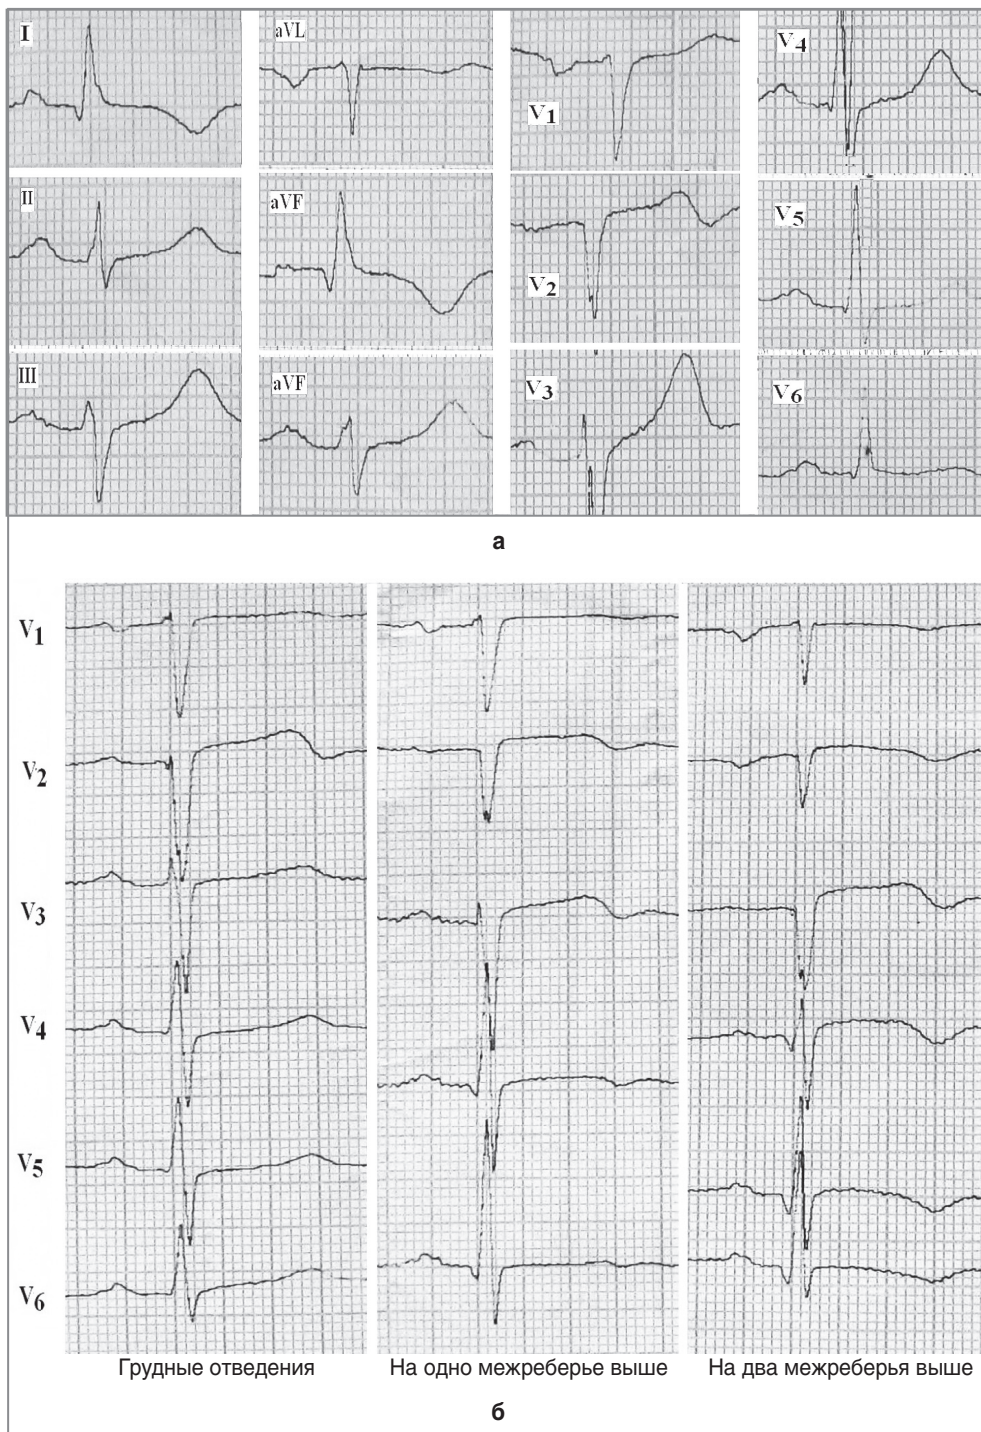 I aVL V1 V4
II aVF V2 V5
III aVF V3 V6
а
V1
V2
V3
V4
V5
V6
Грудные отведения На одно межреберье выше На два межреберья выше
б